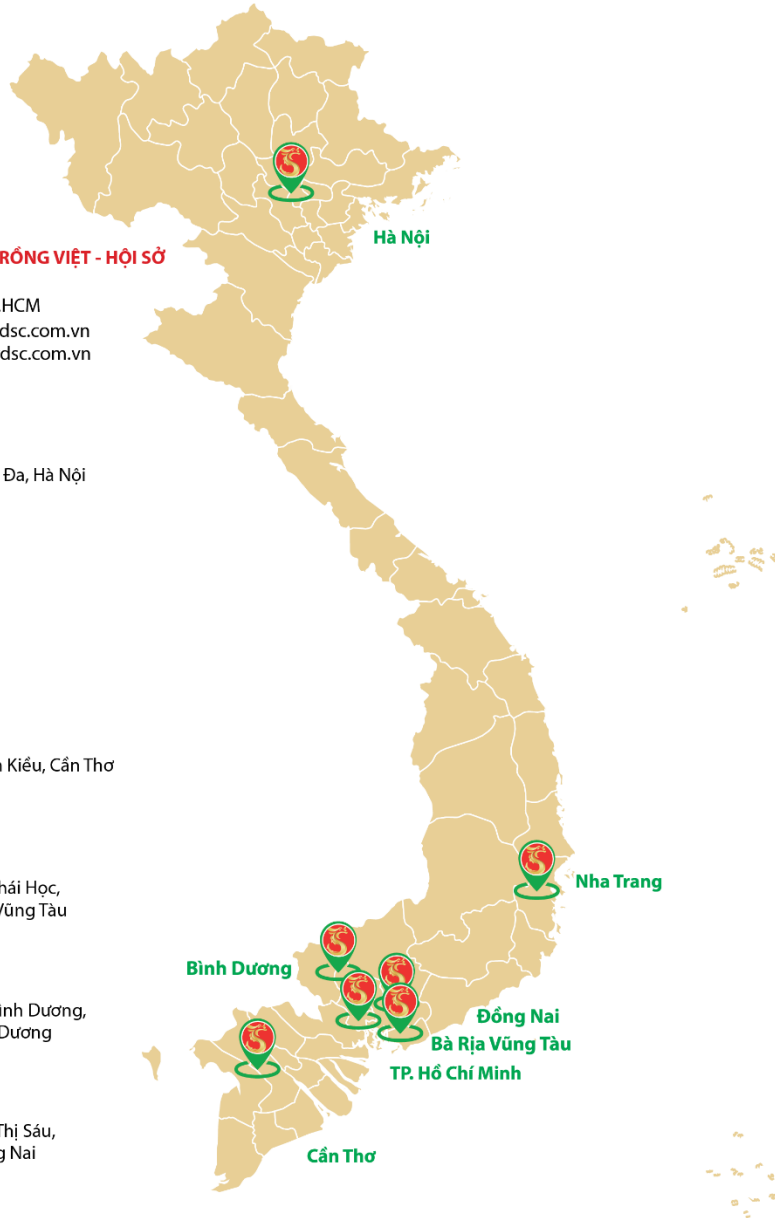 Hà Nội
RỒNG VIỆT - HỘI SỞ
.HCM
dsc.com.vn
dsc.com.vn
Đa, Hà Nội
Kiều, Cần Thơ
hái Học,
Vũng Tàu
Nha Trang
Bình Dương
ình Dương,
Dương
Đồng Nai
Bà Rịa Vũng Tàu
TP. Hồ Chí Minh
Thị Sáu,
g Nai
Cần Thơ